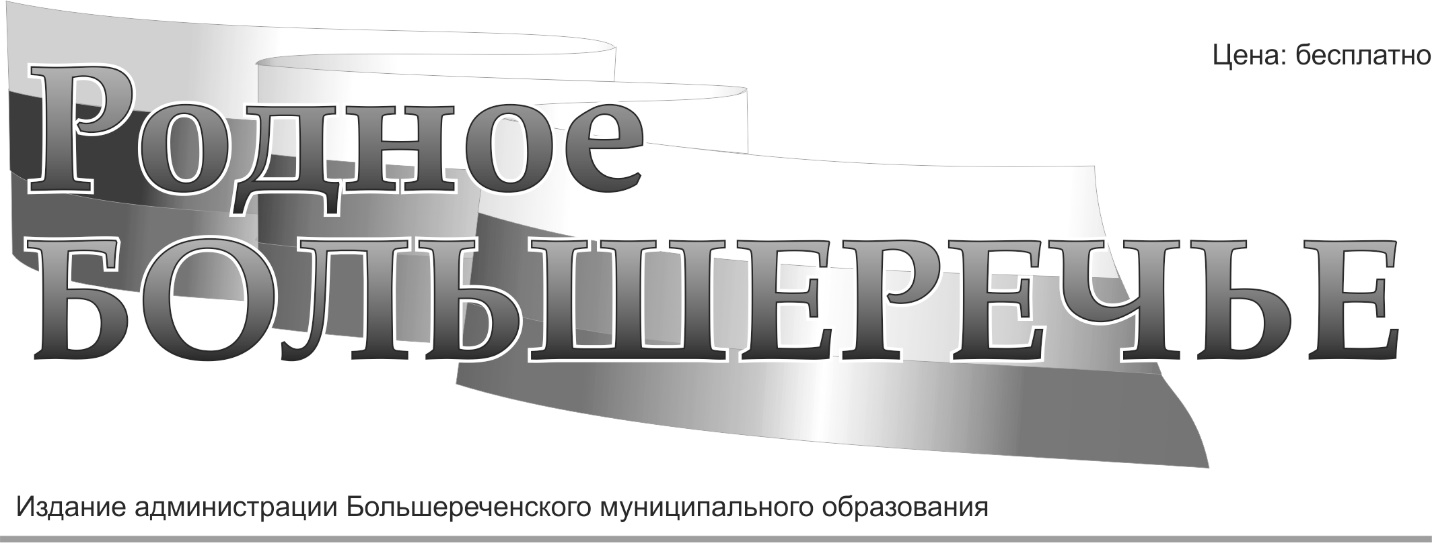 Цена: бесплатно
Родное
БОЛЬШЕРЕЧЬЕ
Издание администрации Большереченского муниципального образования